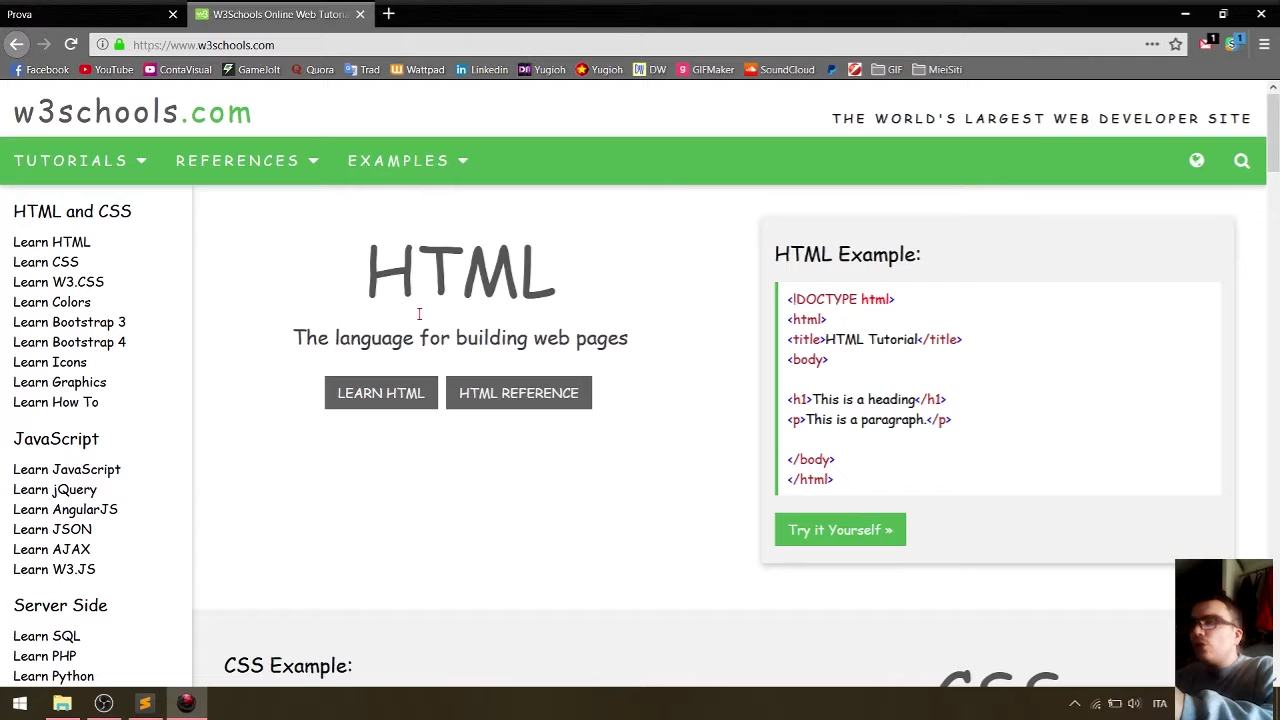 Prova
W3Schools Online Web Tutoria
https://www.w3schools.com
1
1
Facebook YouTube ContaVisual GameJolt Quora Trad Wattpad Linkedin Yugioh Yugioh DW GIFMaker SoundCloud GIF MieiSiti
w3schools.com
THE WORLD'S LARGEST WEB DEVELOPER SITE
TUTORIALS REFERENCES EXAMPLES
HTML and CSS
Learn HTML
Learn CSS
Learn W3.CSS
Learn Colors
Learn Bootstrap 3
Learn Bootstrap 4
Learn Icons
Learn Graphics
Learn How To
JavaScript
Learn JavaScript
Learn jQuery
Learn AngularJS
Learn JSON
Learn AJAX
Learn W3.JS
Server Side
Learn SQL
Learn PHP
Learn Python
HTML
The language for building web pages
LEARN HTML HTML REFERENCE
HTML Example:
<!DOCTYPE html>
<html>
<title>HTML Tutorial</title>
<body>
<h1>This is a heading</h1>
<p>This is a paragraph.</p>
</body>
</html>
Try it Yourself »
CSS Example:
CSS
ITA